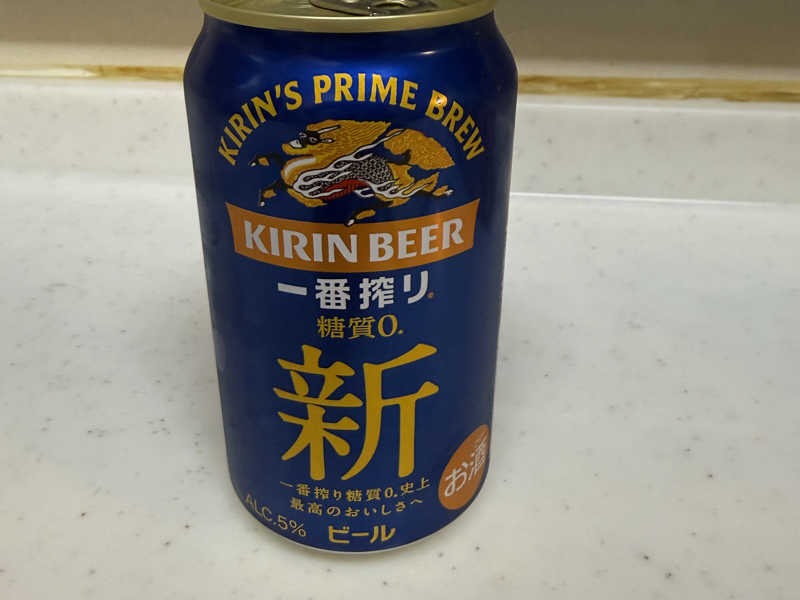 KIRIN'S PRIME BREW
KIRIN BEER
一番搾り®
糖質0。
新
一番搾り糖質0。史上
最高のおいしさへ
お酒
ALC.5%
ビール